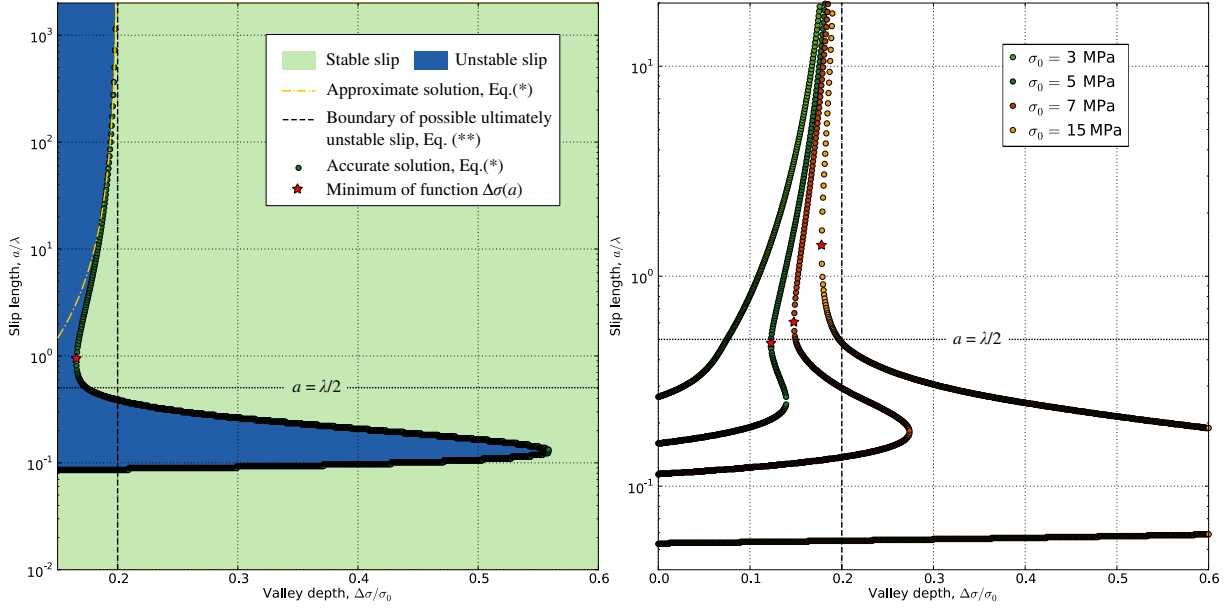 10³
10²
10¹
10⁰
10⁻¹
10⁻²
Slip length, a/λ
Stable slip
Unstable slip
Approximate solution, Eq.(*)
Boundary of possible ultimately
unstable slip, Eq. (**)
Accurate solution, Eq.(*)
Minimum of function Δσ(a)
a = λ/2
0.2
0.3
0.4
0.5
0.6
Valley depth, Δσ/σ₀
10¹
10⁰
10⁻¹
Slip length, a/λ
σ₀ = 3 MPa
σ₀ = 5 MPa
σ₀ = 7 MPa
σ₀ = 15 MPa
a = λ/2
0.0
0.1
0.2
0.3
0.4
0.5
0.6
Valley depth, Δσ/σ₀